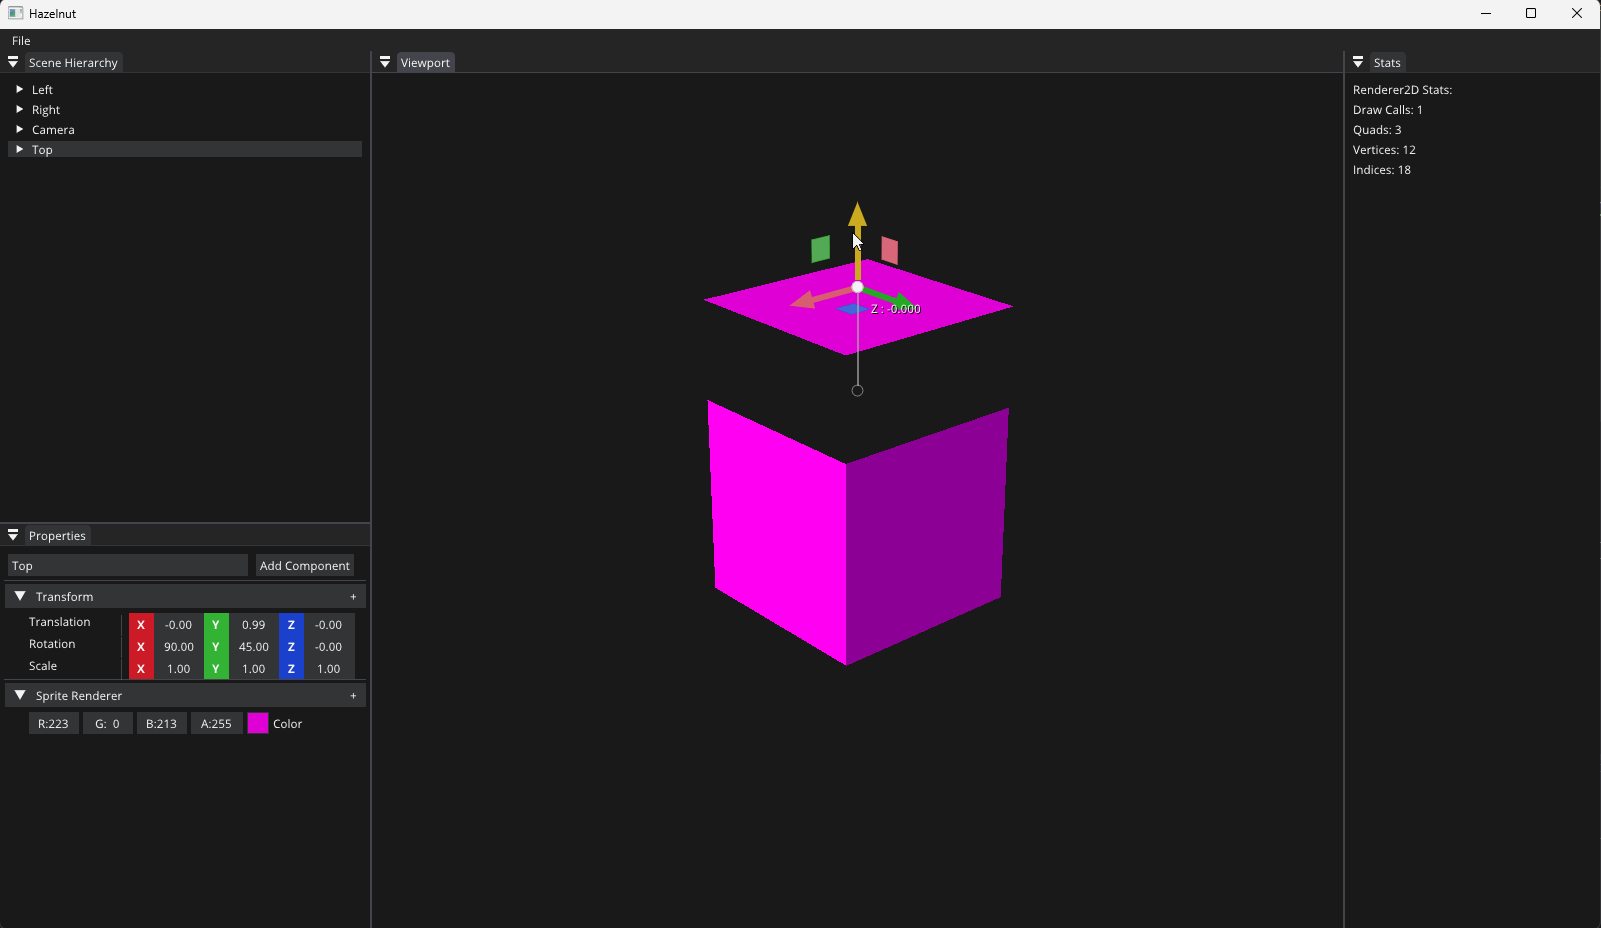 Hazelnut
File
Scene Hierarchy
Left
Right
Camera
Top
Viewport
Z : -0.000
Stats
Renderer2D Stats:
Draw Calls: 1
Quads: 3
Vertices: 12
Indices: 18
Properties
Top Add Component
Transform +
Translation X -0.00 Y 0.99 Z -0.00
Rotation X 90.00 Y 45.00 Z -0.00
Scale X 1.00 Y 1.00 Z 1.00
Sprite Renderer +
R:223 G: 0 B:213 A:255 Color